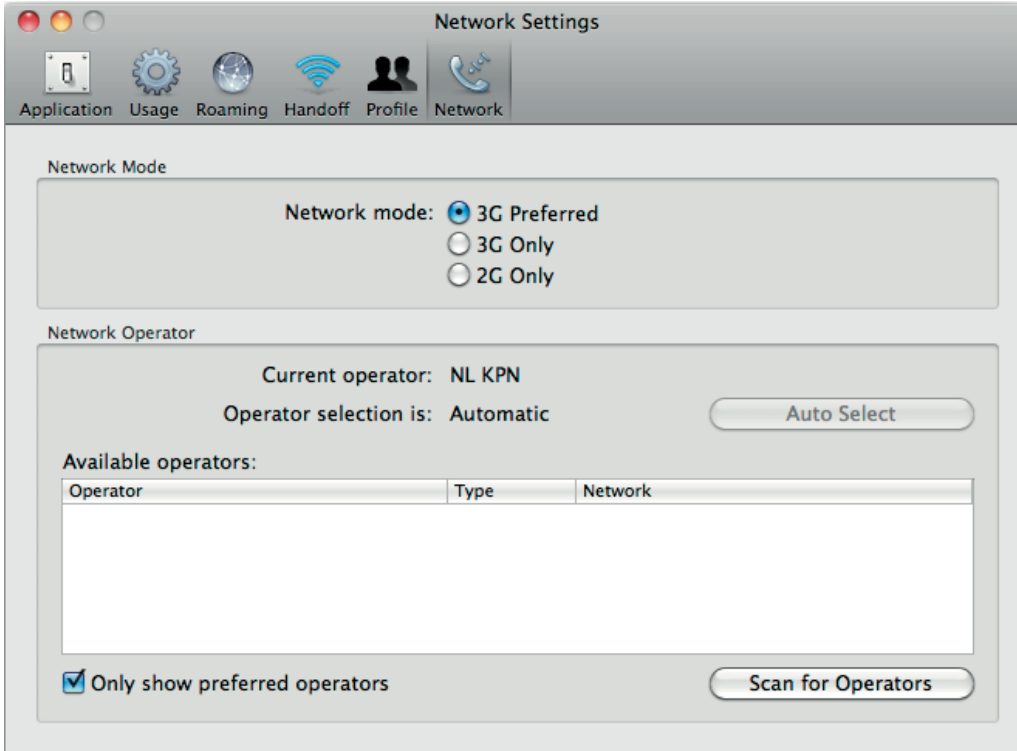 Network Settings
Application Usage Roaming Handoff Profile Network
Network Mode
Network mode: 3G Preferred
3G Only
2G Only
Network Operator
Current operator: NL KPN
Operator selection is: Automatic Auto Select
Available operators:
Operator Type Network
Only show preferred operators Scan for Operators